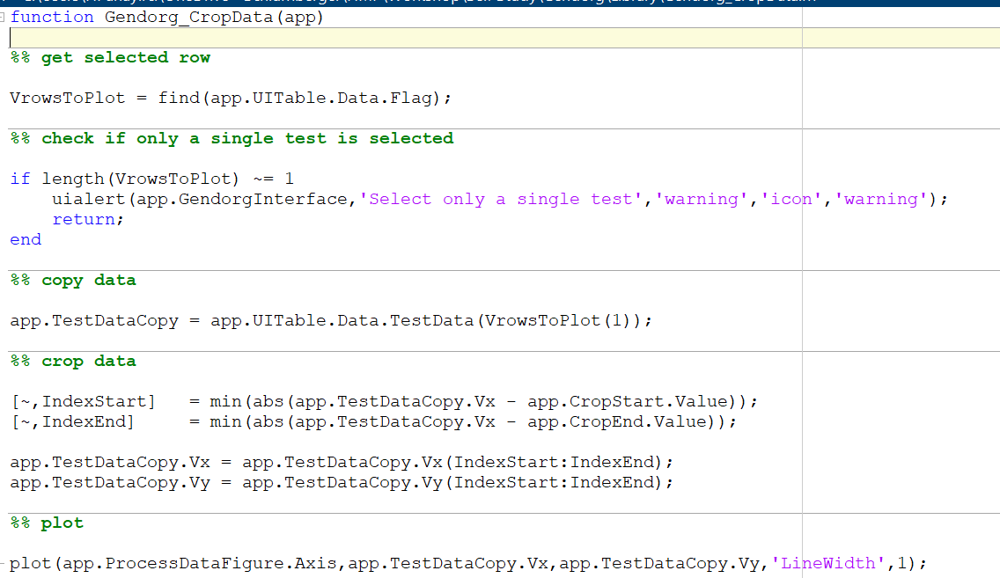 function Gendorg_CropData(app)
%% get selected row
VrowsToPlot = find(app.UITable.Data.Flag);
%% check if only a single test is selected
if length(VrowsToPlot) ~= 1
uialert(app.GendorgInterface,'Select only a single test','warning','icon','warning');
return;
end
%% copy data
app.TestDataCopy = app.UITable.Data.TestData(VrowsToPlot(1));
%% crop data
[~,IndexStart] = min(abs(app.TestDataCopy.Vx - app.CropStart.Value));
[~,IndexEnd] = min(abs(app.TestDataCopy.Vx - app.CropEnd.Value));
app.TestDataCopy.Vx = app.TestDataCopy.Vx(IndexStart:IndexEnd);
app.TestDataCopy.Vy = app.TestDataCopy.Vy(IndexStart:IndexEnd);
%% plot
plot(app.ProcessDataFigure.Axis,app.TestDataCopy.Vx,app.TestDataCopy.Vy,'LineWidth',1);